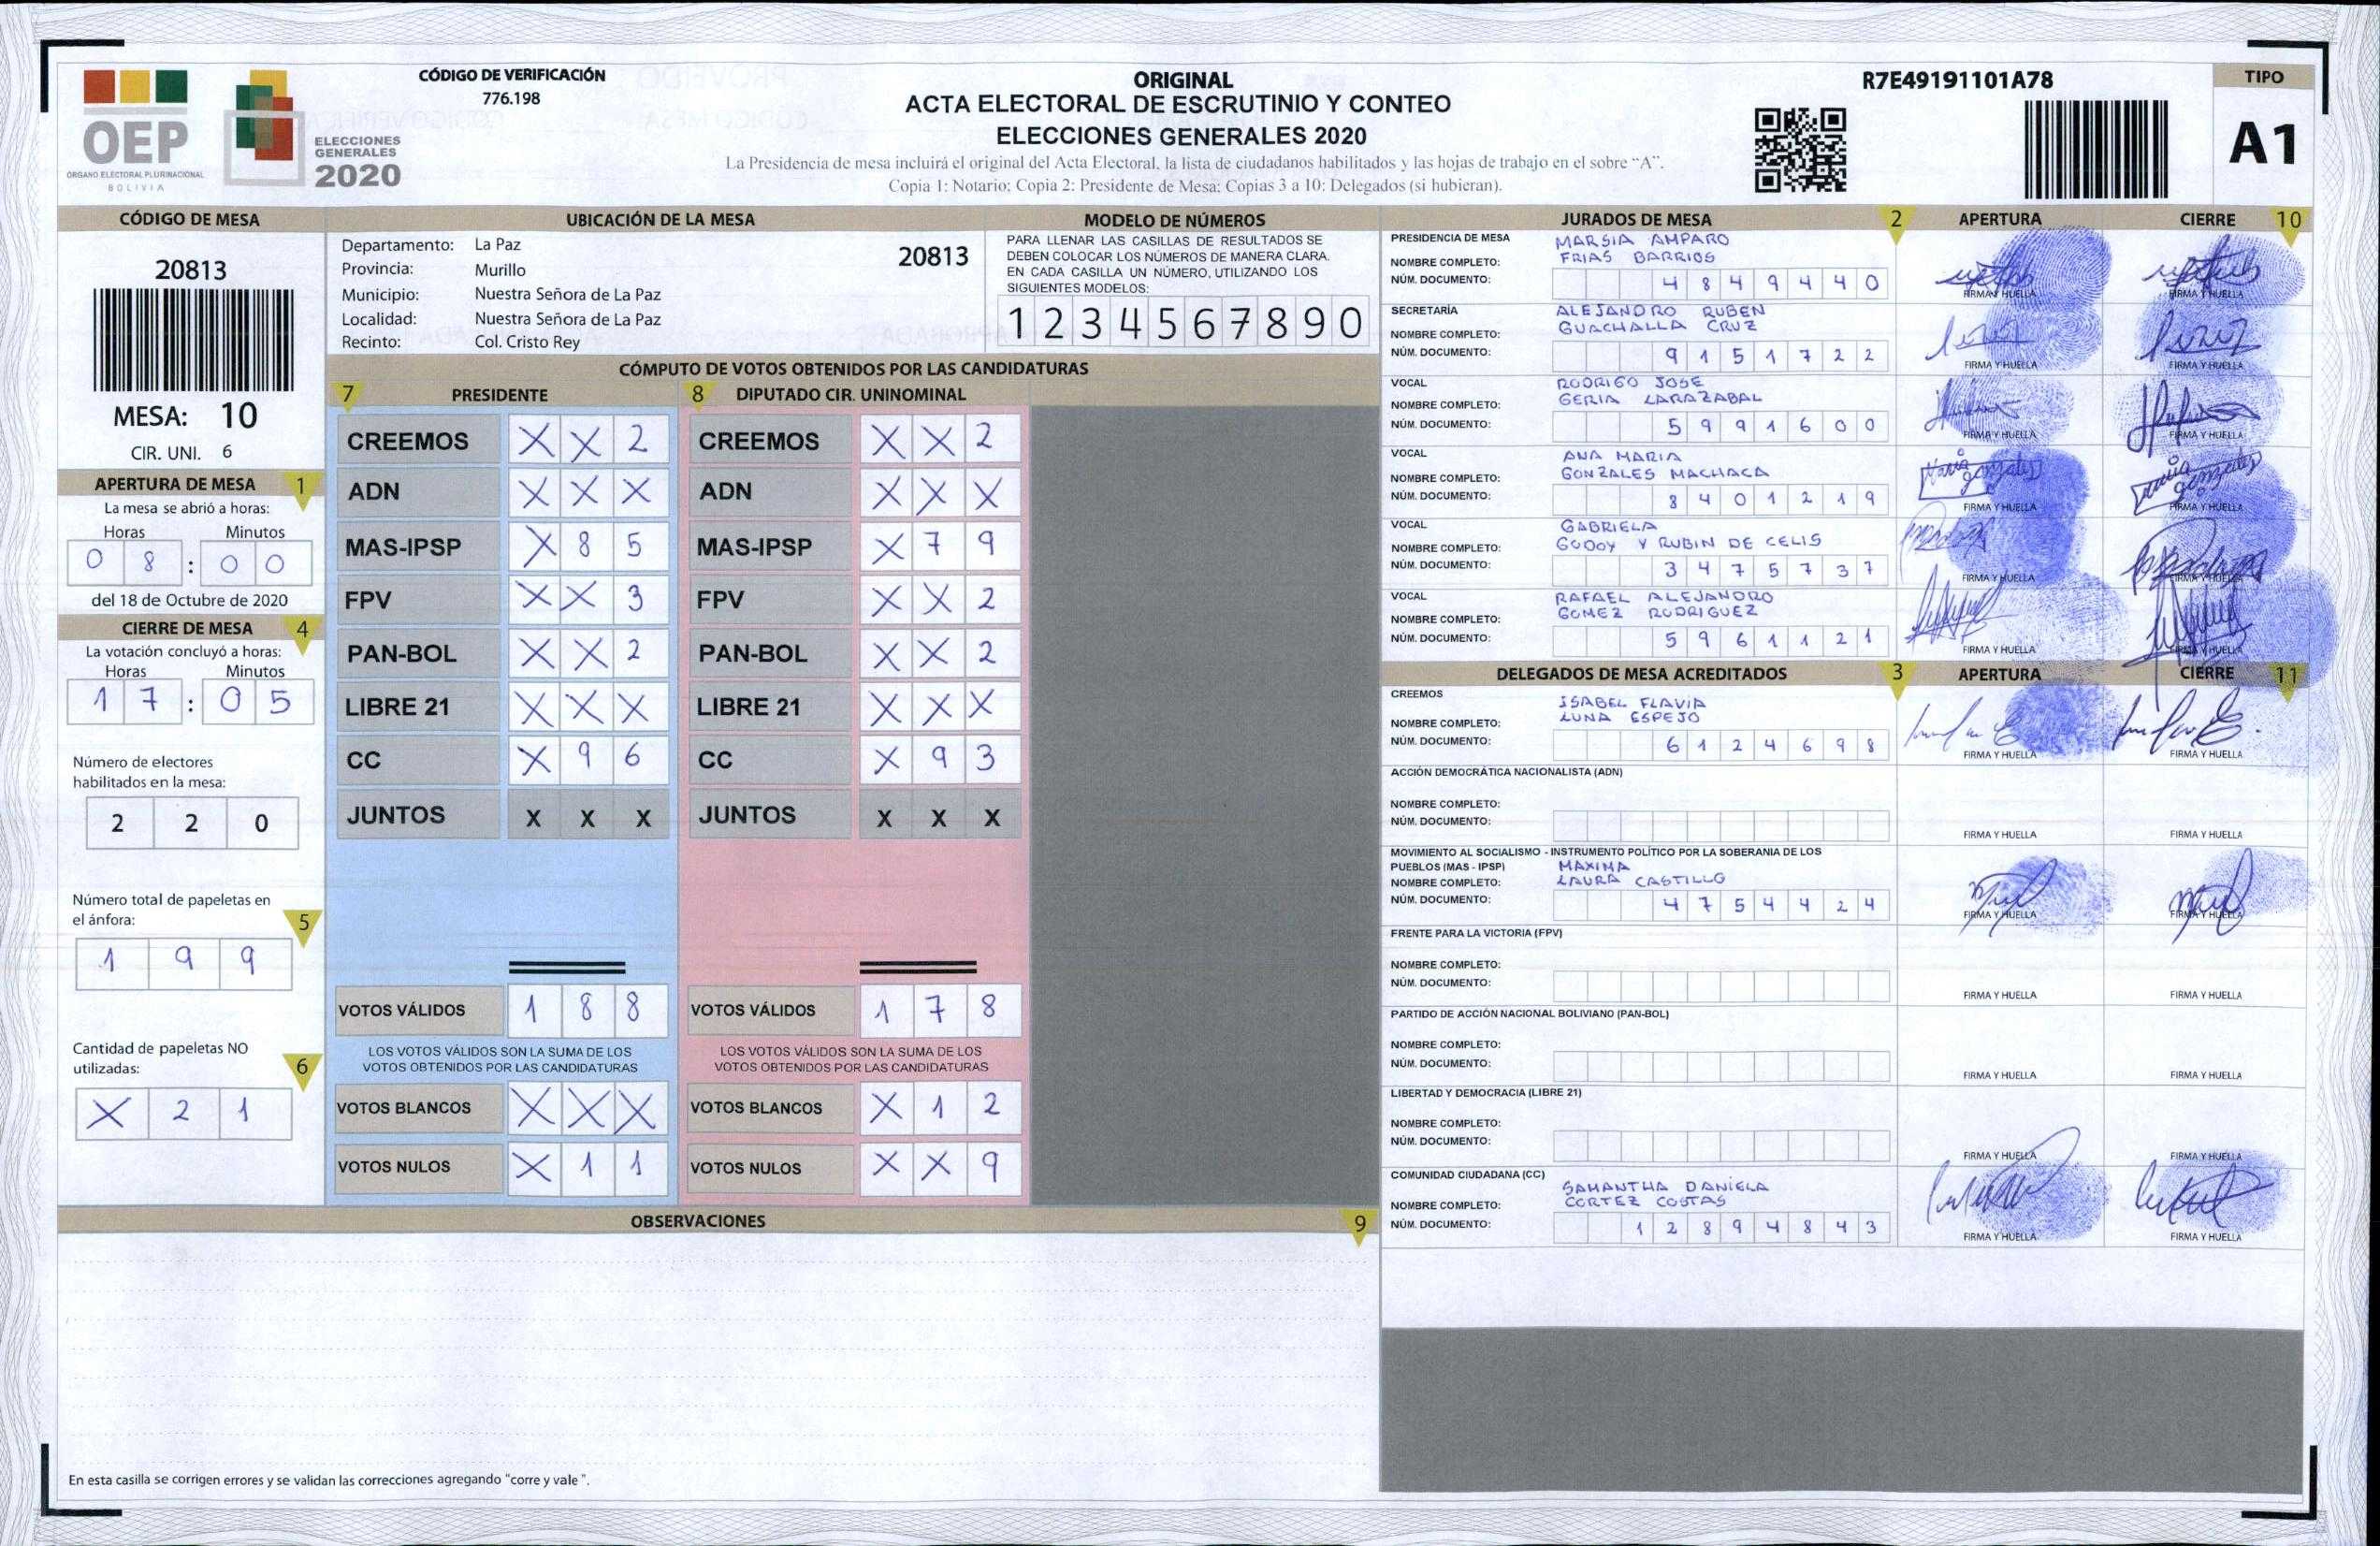 OEP
ÓRGANO ELECTORAL PLURINACIONAL
BOLIVIA
ELECCIONES
GENERALES
2020
CÓDIGO DE VERIFICACIÓN
776.198
ORIGINAL
ACTA ELECTORAL DE ESCRUTINIO Y CONTEO
ELECCIONES GENERALES 2020
La Presidencia de mesa incluirá el original del Acta Electoral, la lista de ciudadanos habilitados y las hojas de trabajo en el sobre "A".
Copia 1: Notario; Copia 2: Presidente de Mesa; Copias 3 a 10: Delegados (si hubieran).
R7E49191101A78
TIPO
A1
CÓDIGO DE MESA
20813
MESA: 10
CIR. UNI. 6
APERTURA DE MESA 1
La mesa se abrió a horas:
Horas Minutos
0 8 : 0 0
del 18 de Octubre de 2020
CIERRE DE MESA 4
La votación concluyó a horas:
Horas Minutos
1 7 : 0 5
Número de electores
habilitados en la mesa:
2 2 0
Número total de papeletas en
el ánfora: 5
1 9 9
Cantidad de papeletas NO
utilizadas: 6
X 2 1
UBICACIÓN DE LA MESA
Departamento: La Paz 20813
Provincia: Murillo
Municipio: Nuestra Señora de La Paz
Localidad: Nuestra Señora de La Paz
Recinto: Col. Cristo Rey
MODELO DE NÚMEROS
PARA LLENAR LAS CASILLAS DE RESULTADOS SE
DEBEN COLOCAR LOS NÚMEROS DE MANERA CLARA.
EN CADA CASILLA UN NÚMERO, UTILIZANDO LOS
SIGUIENTES MODELOS:
1 2 3 4 5 6 7 8 9 0
CÓMPUTO DE VOTOS OBTENIDOS POR LAS CANDIDATURAS
7 PRESIDENTE
CREEMOS X X 2
ADN X X X
MAS-IPSP X 8 5
FPV X X 3
PAN-BOL X X 2
LIBRE 21 X X X
CC X 9 6
JUNTOS X X X
VOTOS VÁLIDOS 1 8 8
LOS VOTOS VÁLIDOS SON LA SUMA DE LOS
VOTOS OBTENIDOS POR LAS CANDIDATURAS
VOTOS BLANCOS X X X
VOTOS NULOS X 1 1
8 DIPUTADO CIR. UNINOMINAL
CREEMOS X X 2
ADN X X X
MAS-IPSP X 7 9
FPV X X 2
PAN-BOL X X 2
LIBRE 21 X X X
CC X 9 3
JUNTOS X X X
VOTOS VÁLIDOS 1 7 8
LOS VOTOS VÁLIDOS SON LA SUMA DE LOS
VOTOS OBTENIDOS POR LAS CANDIDATURAS
VOTOS BLANCOS X 1 2
VOTOS NULOS X X 9
OBSERVACIONES 9
En esta casilla se corrigen errores y se validan las correcciones agregando "corre y vale".
JURADOS DE MESA 2 APERTURA CIERRE 10
PRESIDENCIA DE MESA MARSIA AMPARO
NOMBRE COMPLETO: FRIAS BARRIOS
NÚM. DOCUMENTO: 4 8 4 9 4 4 0
FIRMA Y HUELLA FIRMA Y HUELLA
SECRETARÍA ALEJANDRO RUBEN
NOMBRE COMPLETO: GUACHALLA CRUZ
NÚM. DOCUMENTO: 9 1 5 1 7 2 2
FIRMA Y HUELLA FIRMA Y HUELLA
VOCAL RODRIGO JOSE
NOMBRE COMPLETO: GERIA LARAZABAL
NÚM. DOCUMENTO: 5 9 9 1 6 0 0
FIRMA Y HUELLA FIRMA Y HUELLA
VOCAL ANA MARIA
NOMBRE COMPLETO: GONZALES MACHACA
NÚM. DOCUMENTO: 8 4 0 1 2 1 9
FIRMA Y HUELLA FIRMA Y HUELLA
VOCAL GABRIELA
NOMBRE COMPLETO: GODOY Y RUBIN DE CELIS
NÚM. DOCUMENTO: 3 4 7 5 7 3 7
FIRMA Y HUELLA FIRMA Y HUELLA
VOCAL RAFAEL ALEJANDRO
NOMBRE COMPLETO: GOMEZ RODRIGUEZ
NÚM. DOCUMENTO: 5 9 6 1 1 2 1
FIRMA Y HUELLA FIRMA Y HUELLA
DELEGADOS DE MESA ACREDITADOS 3 APERTURA CIERRE 11
CREEMOS ISABEL FLAVIA
NOMBRE COMPLETO: LUNA ESPEJO
NÚM. DOCUMENTO: 6 1 2 4 6 9 8
FIRMA Y HUELLA FIRMA Y HUELLA
ACCIÓN DEMOCRÁTICA NACIONALISTA (ADN)
NOMBRE COMPLETO:
NÚM. DOCUMENTO:
FIRMA Y HUELLA FIRMA Y HUELLA
MOVIMIENTO AL SOCIALISMO - INSTRUMENTO POLÍTICO POR LA SOBERANIA DE LOS
PUEBLOS (MAS - IPSP) MAXIMA
NOMBRE COMPLETO: LAURA CASTILLO
NÚM. DOCUMENTO: 4 7 5 4 4 2 4
FIRMA Y HUELLA FIRMA Y HUELLA
FRENTE PARA LA VICTORIA (FPV)
NOMBRE COMPLETO:
NÚM. DOCUMENTO:
FIRMA Y HUELLA FIRMA Y HUELLA
PARTIDO DE ACCIÓN NACIONAL BOLIVIANO (PAN-BOL)
NOMBRE COMPLETO:
NÚM. DOCUMENTO:
FIRMA Y HUELLA FIRMA Y HUELLA
LIBERTAD Y DEMOCRACIA (LIBRE 21)
NOMBRE COMPLETO:
NÚM. DOCUMENTO:
FIRMA Y HUELLA FIRMA Y HUELLA
COMUNIDAD CIUDADANA (CC) SAMANTHA DANIELA
NOMBRE COMPLETO: CORTEZ COSTAS
NÚM. DOCUMENTO: 1 2 8 9 4 8 4 3
FIRMA Y HUELLA FIRMA Y HUELLA